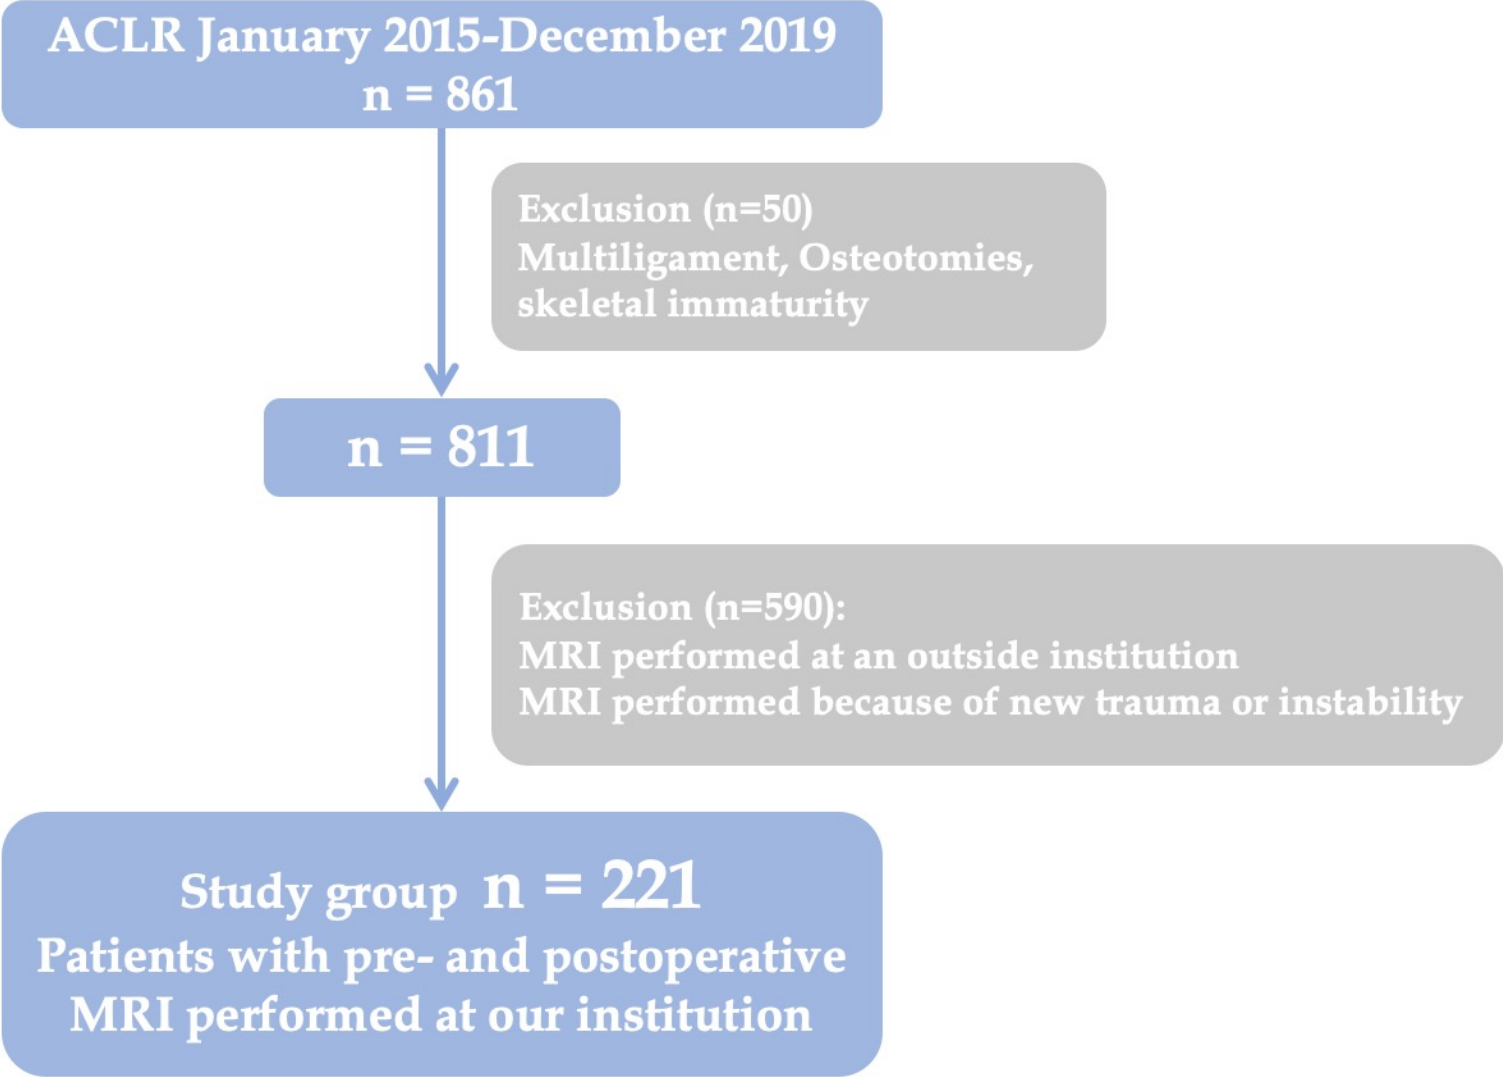 ACLR January 2015-December 2019
n = 861
Exclusion (n=50)
Multiligament, Osteotomies,
skeletal immaturity
n = 811
Exclusion (n=590):
MRI performed at an outside institution
MRI performed because of new trauma or instability
Study group n = 221
Patients with pre- and postoperative
MRI performed at our institution